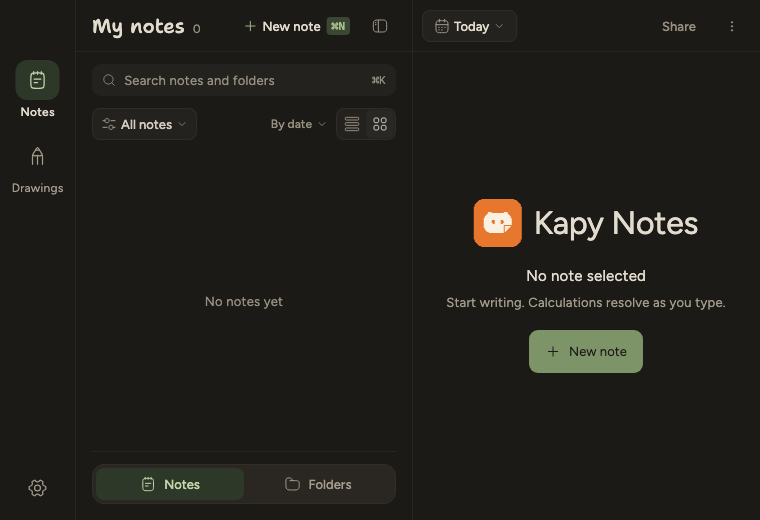 My notes 0
+ New note ⌘N
Today
Share
Search notes and folders ⌘K
Notes
All notes
By date
Drawings
Kapy Notes
No note selected
No notes yet
Start writing. Calculations resolve as you type.
+ New note
Notes
Folders